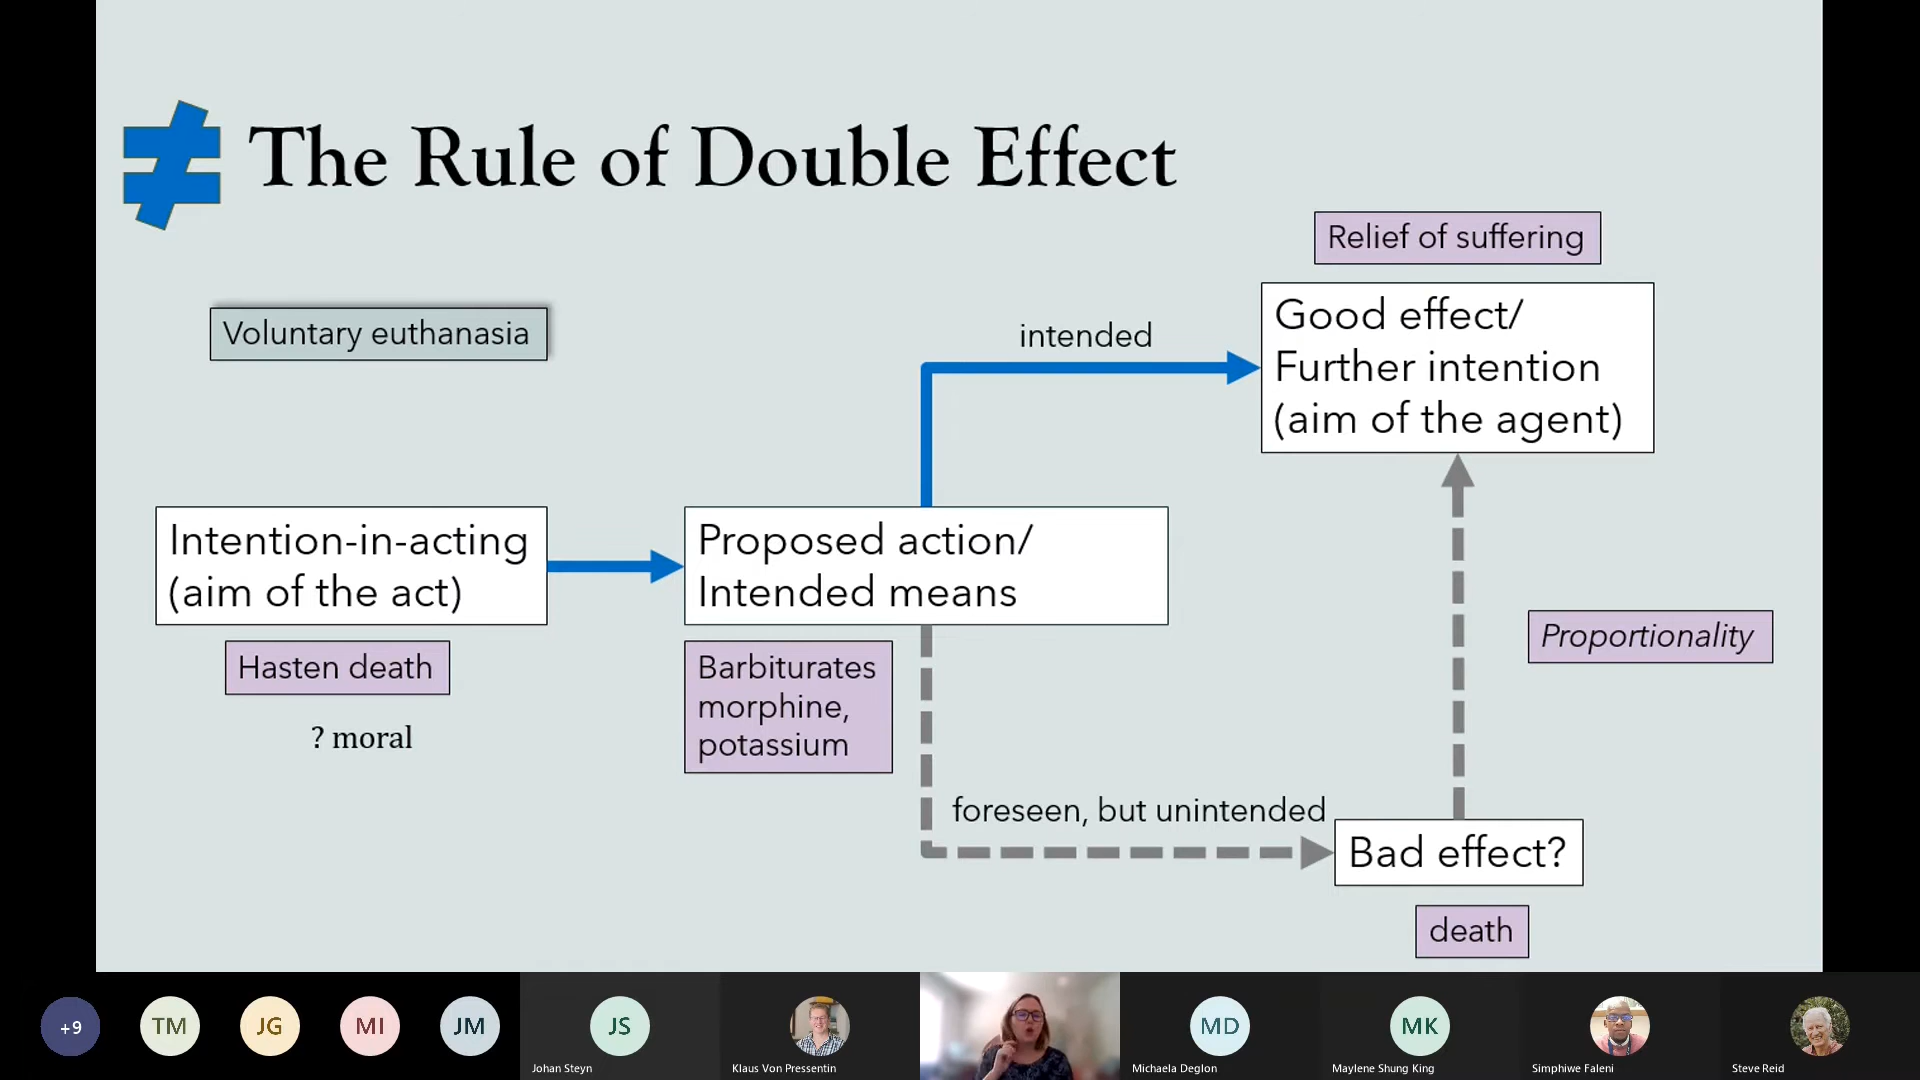 ≠ The Rule of Double Effect
Relief of suffering
Voluntary euthanasia
intended
Good effect/
Further intention
(aim of the agent)
Intention-in-acting
(aim of the act)
Proposed action/
Intended means
Hasten death
? moral
Barbiturates
morphine,
potassium
Proportionality
foreseen, but unintended
Bad effect?
death
+9
TM
JG
MI
JM
JS
MD
MK
Johan Steyn
Klaus Von Pressentin
Michaela Deglon
Maylene Shung King
Simphiwe Faleni
Steve Reid